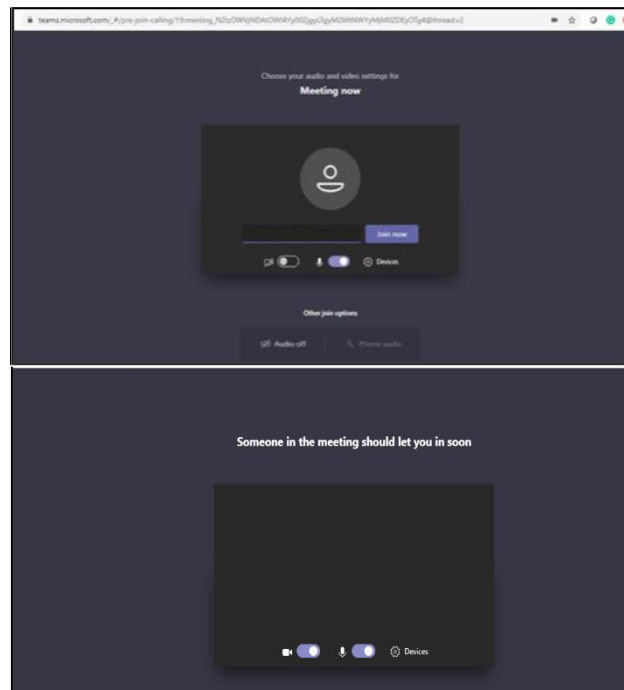 Choose your audio and video settings for
Meeting now
Join now
Devices
Other join options
Audio off
Phone audio
Someone in the meeting should let you in soon
Devices